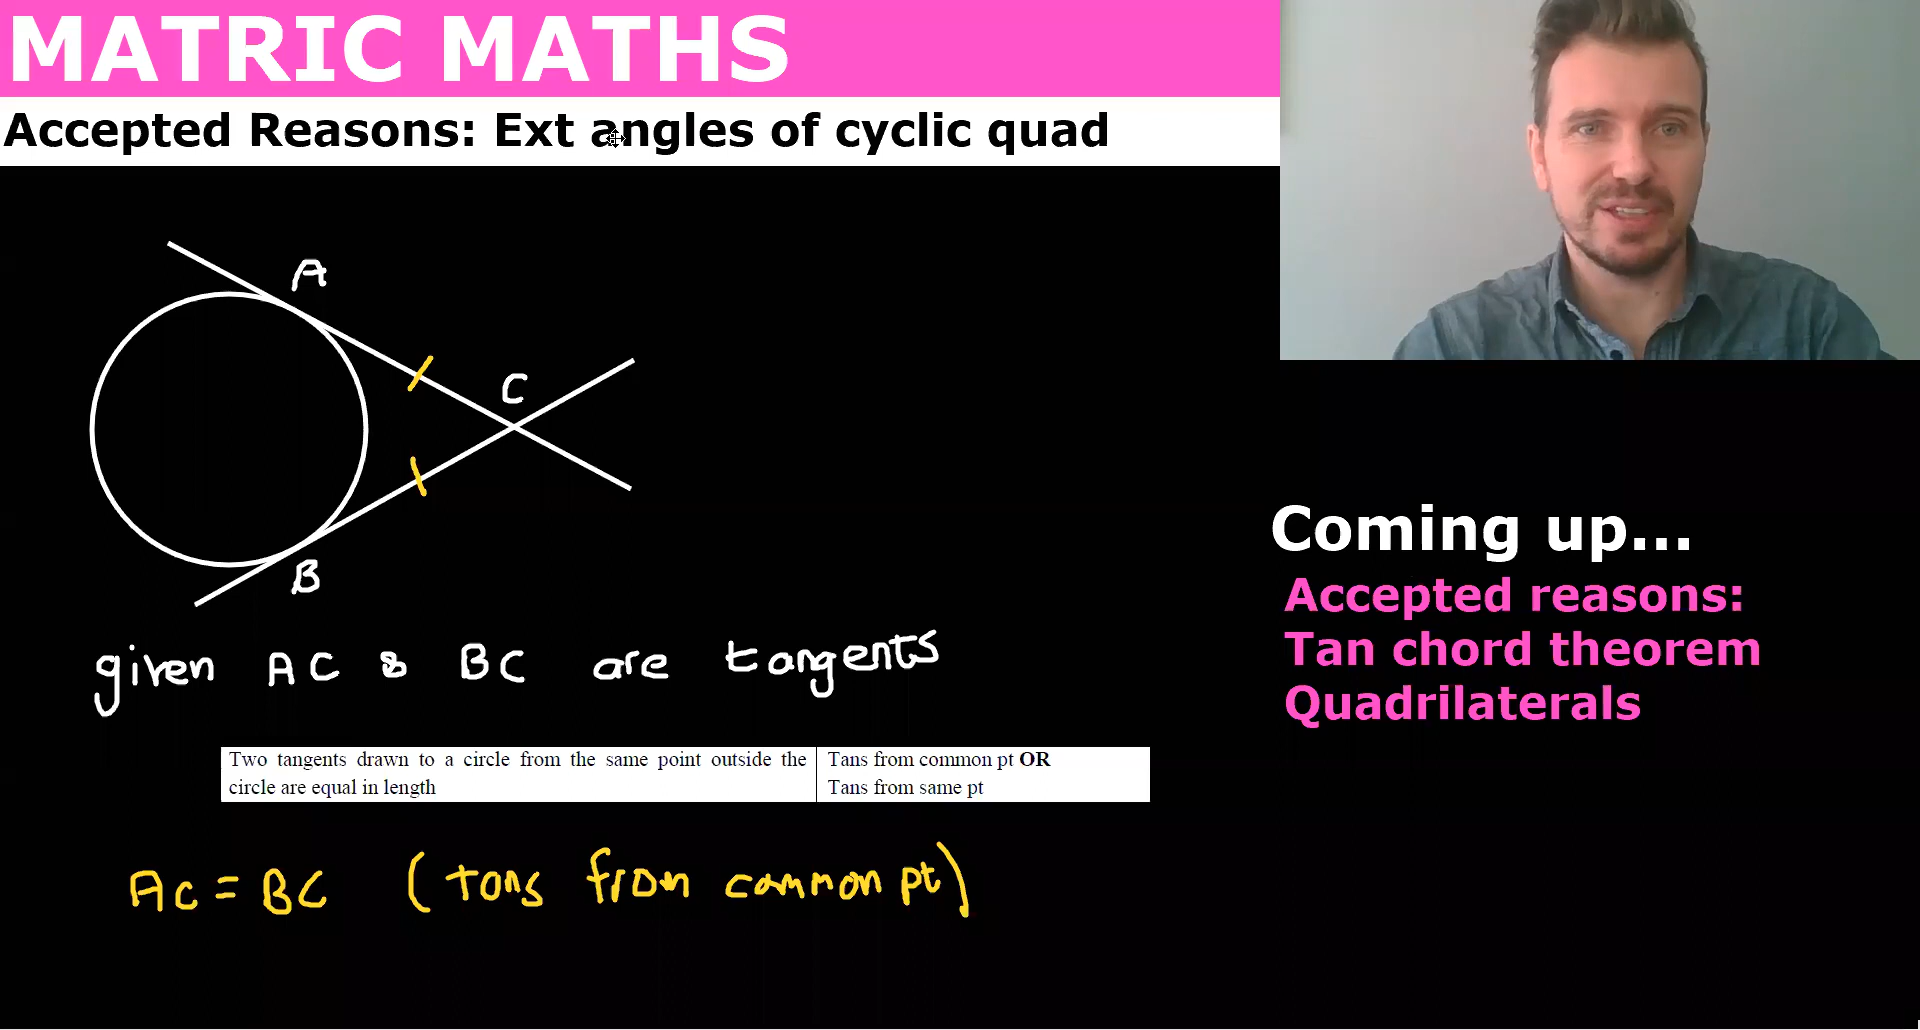 MATRIC MATHS
Accepted Reasons: Ext angles of cyclic quad
A
C
B
given AC & BC are tangents
Two tangents drawn to a circle from the same point outside the
circle are equal in length
Tans from common pt OR
Tans from same pt
AC = BC (tans from common pt)
Coming up...
Accepted reasons:
Tan chord theorem
Quadrilaterals